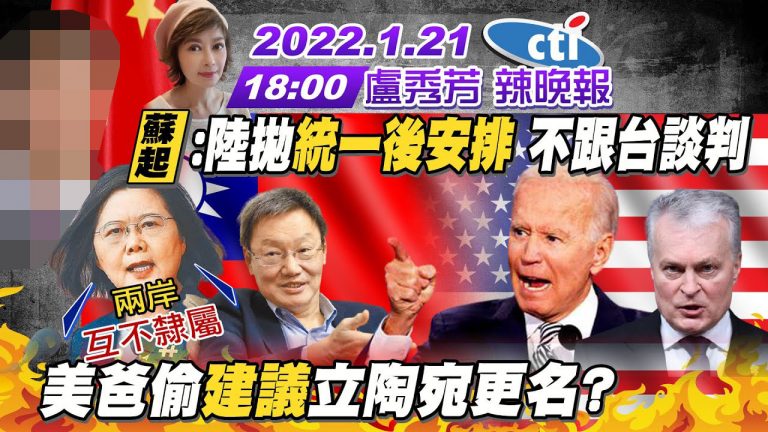 2022.1.21
cti
18:00 盧秀芳 辣晚報
蘇起:陸拋統一後安排 不跟台談判
兩岸
互不隸屬
美爸偷建議立陶宛更名?